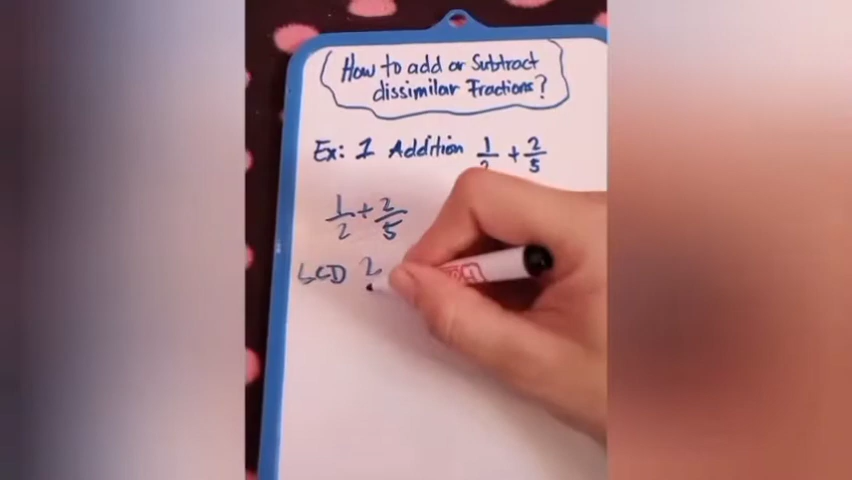 How to add or Subtract
dissimilar Fractions?
Ex: 1 Addition 1/2 + 2/5
1/2 + 2/5
LCD 2